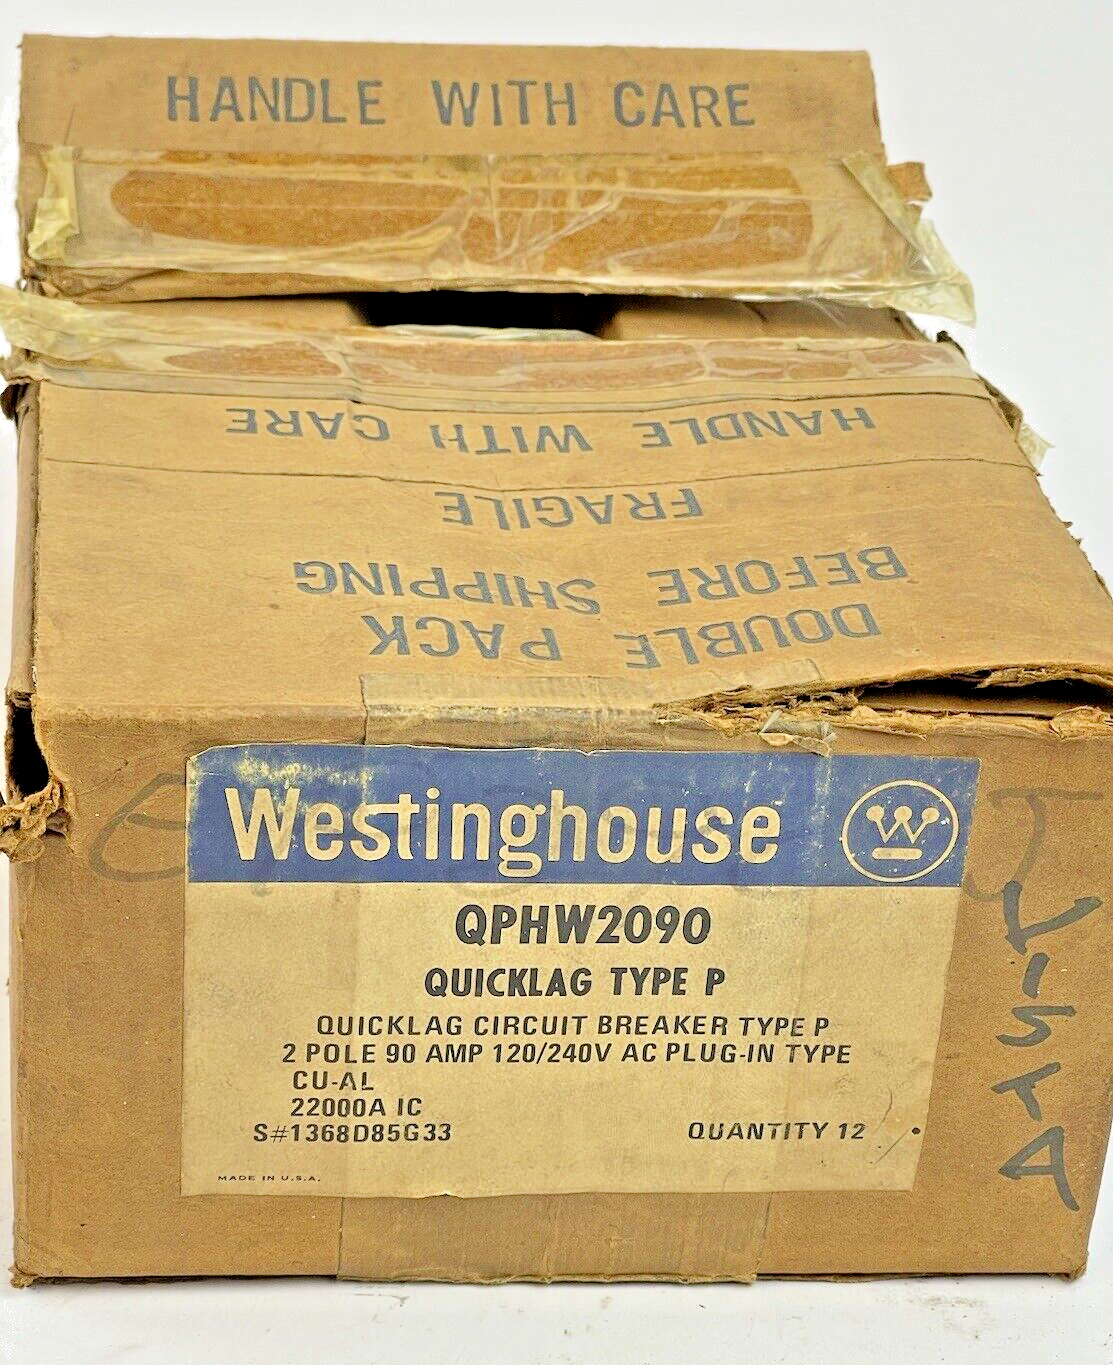 HANDLE WITH CARE
HANDLE WITH CARE
FRAGILE
BEFORE SHIPPING
DOUBLE PACK
Westinghouse
QPHW2090
QUICKLAG TYPE P
QUICKLAG CIRCUIT BREAKER TYPE P
2 POLE 90 AMP 120/240V AC PLUG-IN TYPE
CU-AL
22000A IC
S#1368D85G33 QUANTITY 12
MADE IN U.S.A.
VISTA